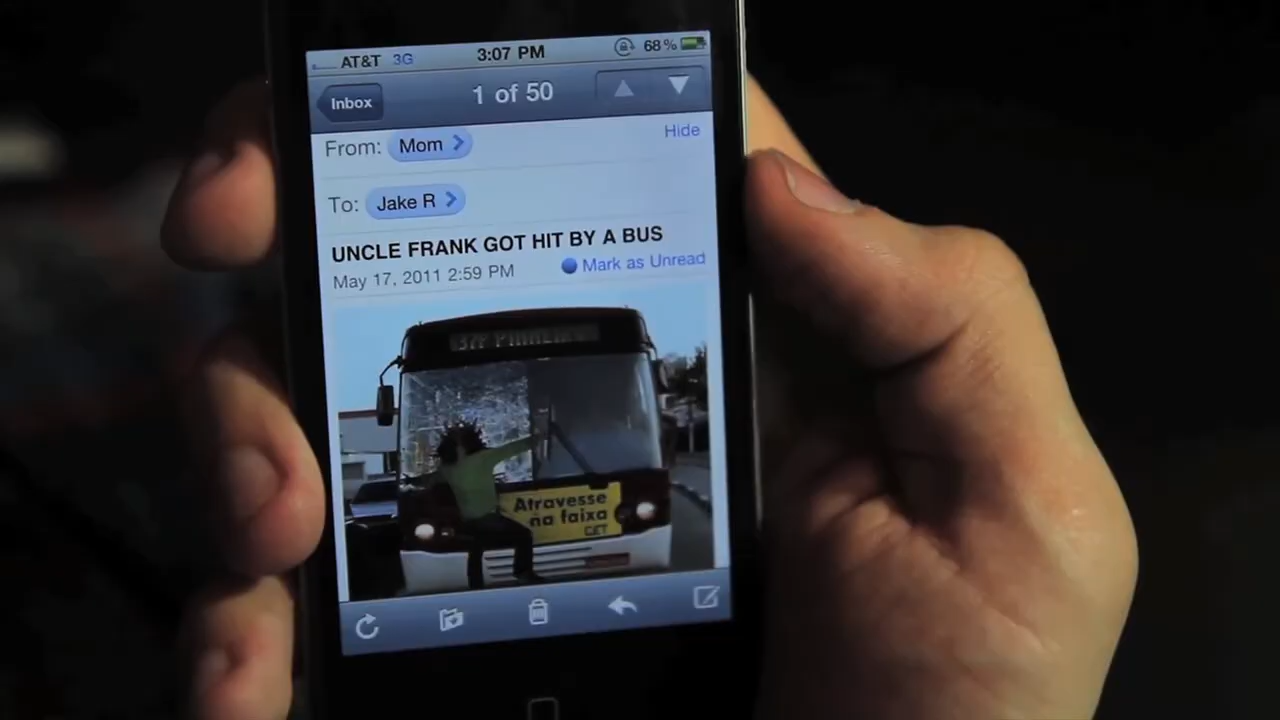 AT&T 3G 3:07 PM 68%
Inbox 1 of 50
From: Mom
Hide
To: Jake R
UNCLE FRANK GOT HIT BY A BUS
May 17, 2011 2:59 PM Mark as Unread
Atravesse
na faixa
CET